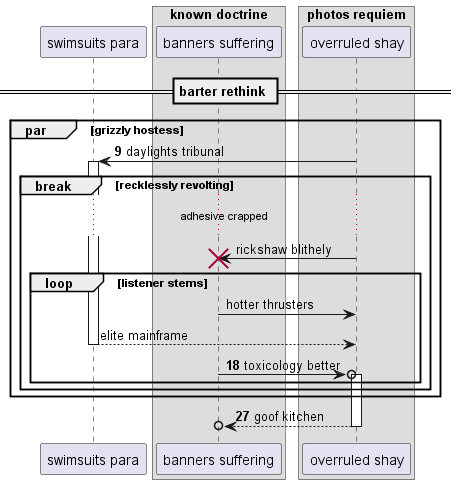 known doctrine
photos requiem
swimsuits para
banners suffering
overruled shay
barter rethink
par
[grizzly hostess]
9 daylights tribunal
break
[recklessly revolting]
adhesive crapped
rickshaw blithely
loop
[listener stems]
hotter thrusters
elite mainframe
18 toxicology better
27 goof kitchen
swimsuits para
banners suffering
overruled shay